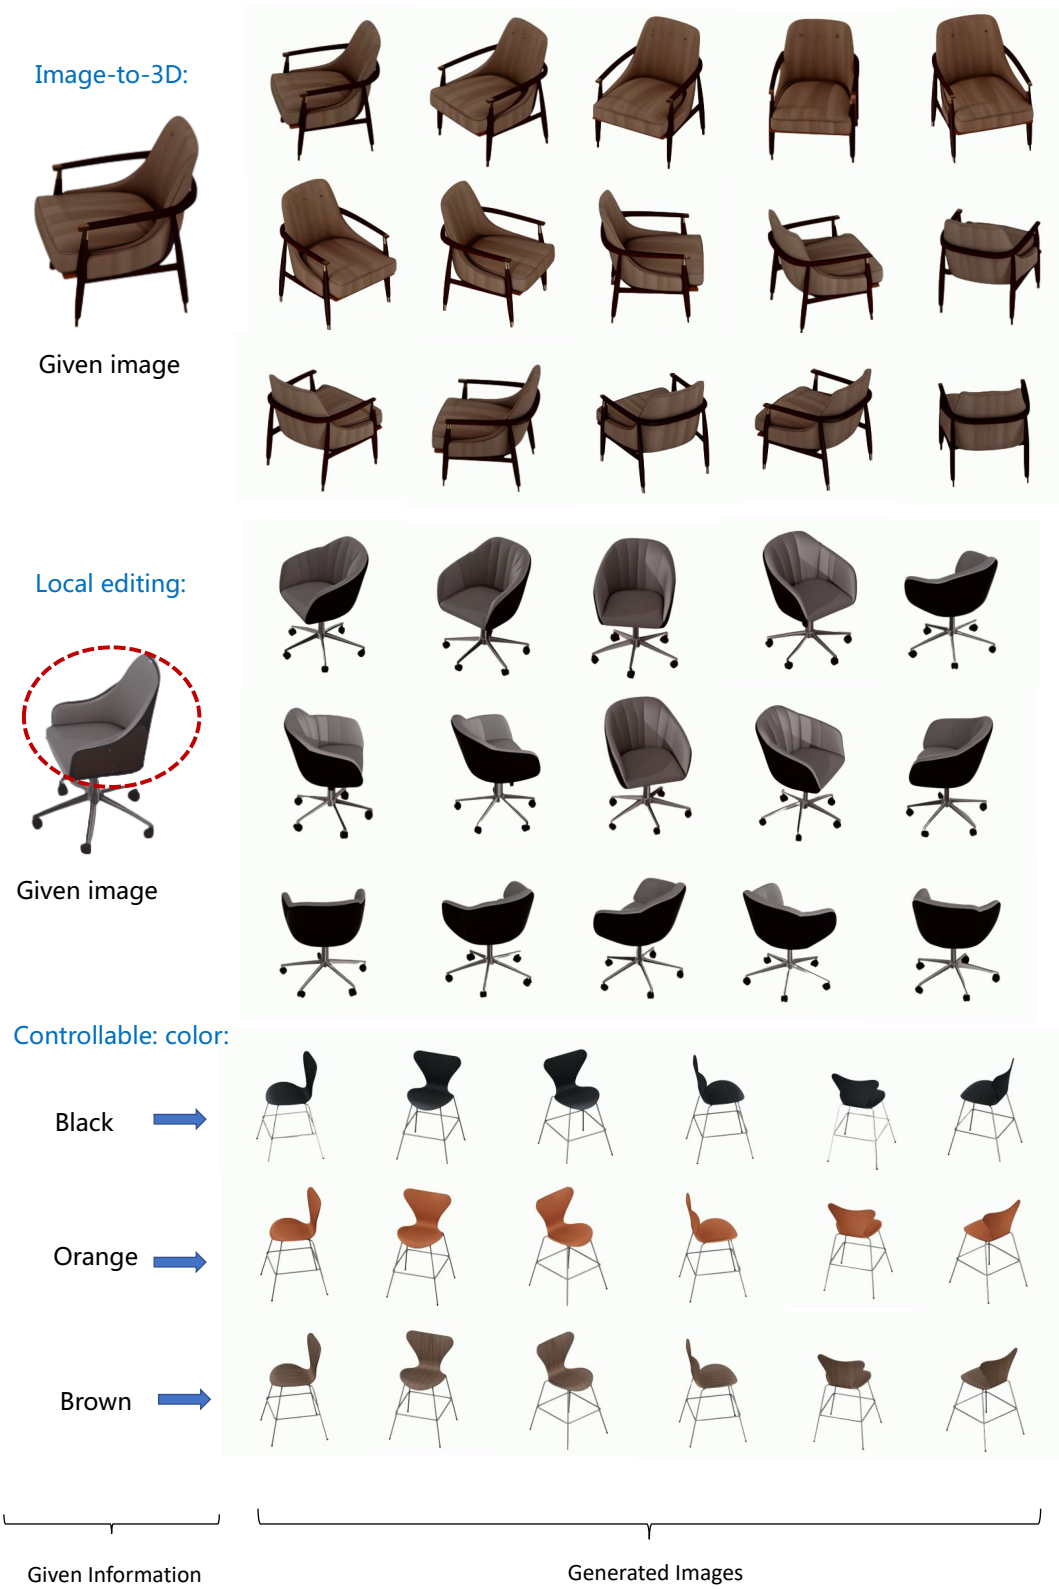 Image-to-3D:
Given image
Local editing:
Given image
Controllable: color:
Black
Orange
Brown
Given Information
Generated Images